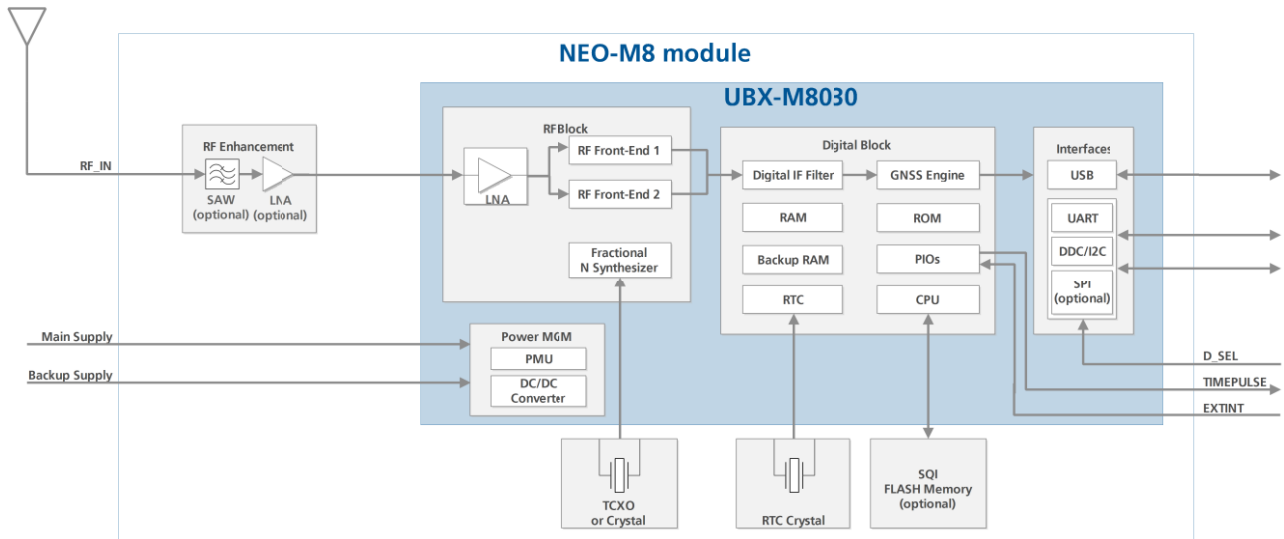 NEO-M8 module
UBX-M8030
RF_IN
RF Enhancement
SAW
(optional)
LNA
(optional)
RFBlock
LNA
RF Front-End 1
RF Front-End 2
Fractional
N Synthesizer
Digital Block
Digital IF Filter
GNSS Engine
RAM
ROM
Backup RAM
PIOs
RTC
CPU
Interfaces
USB
UART
DDC/I2C
SPI
(optional)
Main Supply
Backup Supply
Power MGM
PMU
DC/DC
Converter
D_SEL
TIMEPULSE
EXTINT
TCXO
or Crystal
RTC Crystal
SQI
FLASH Memory
(optional)